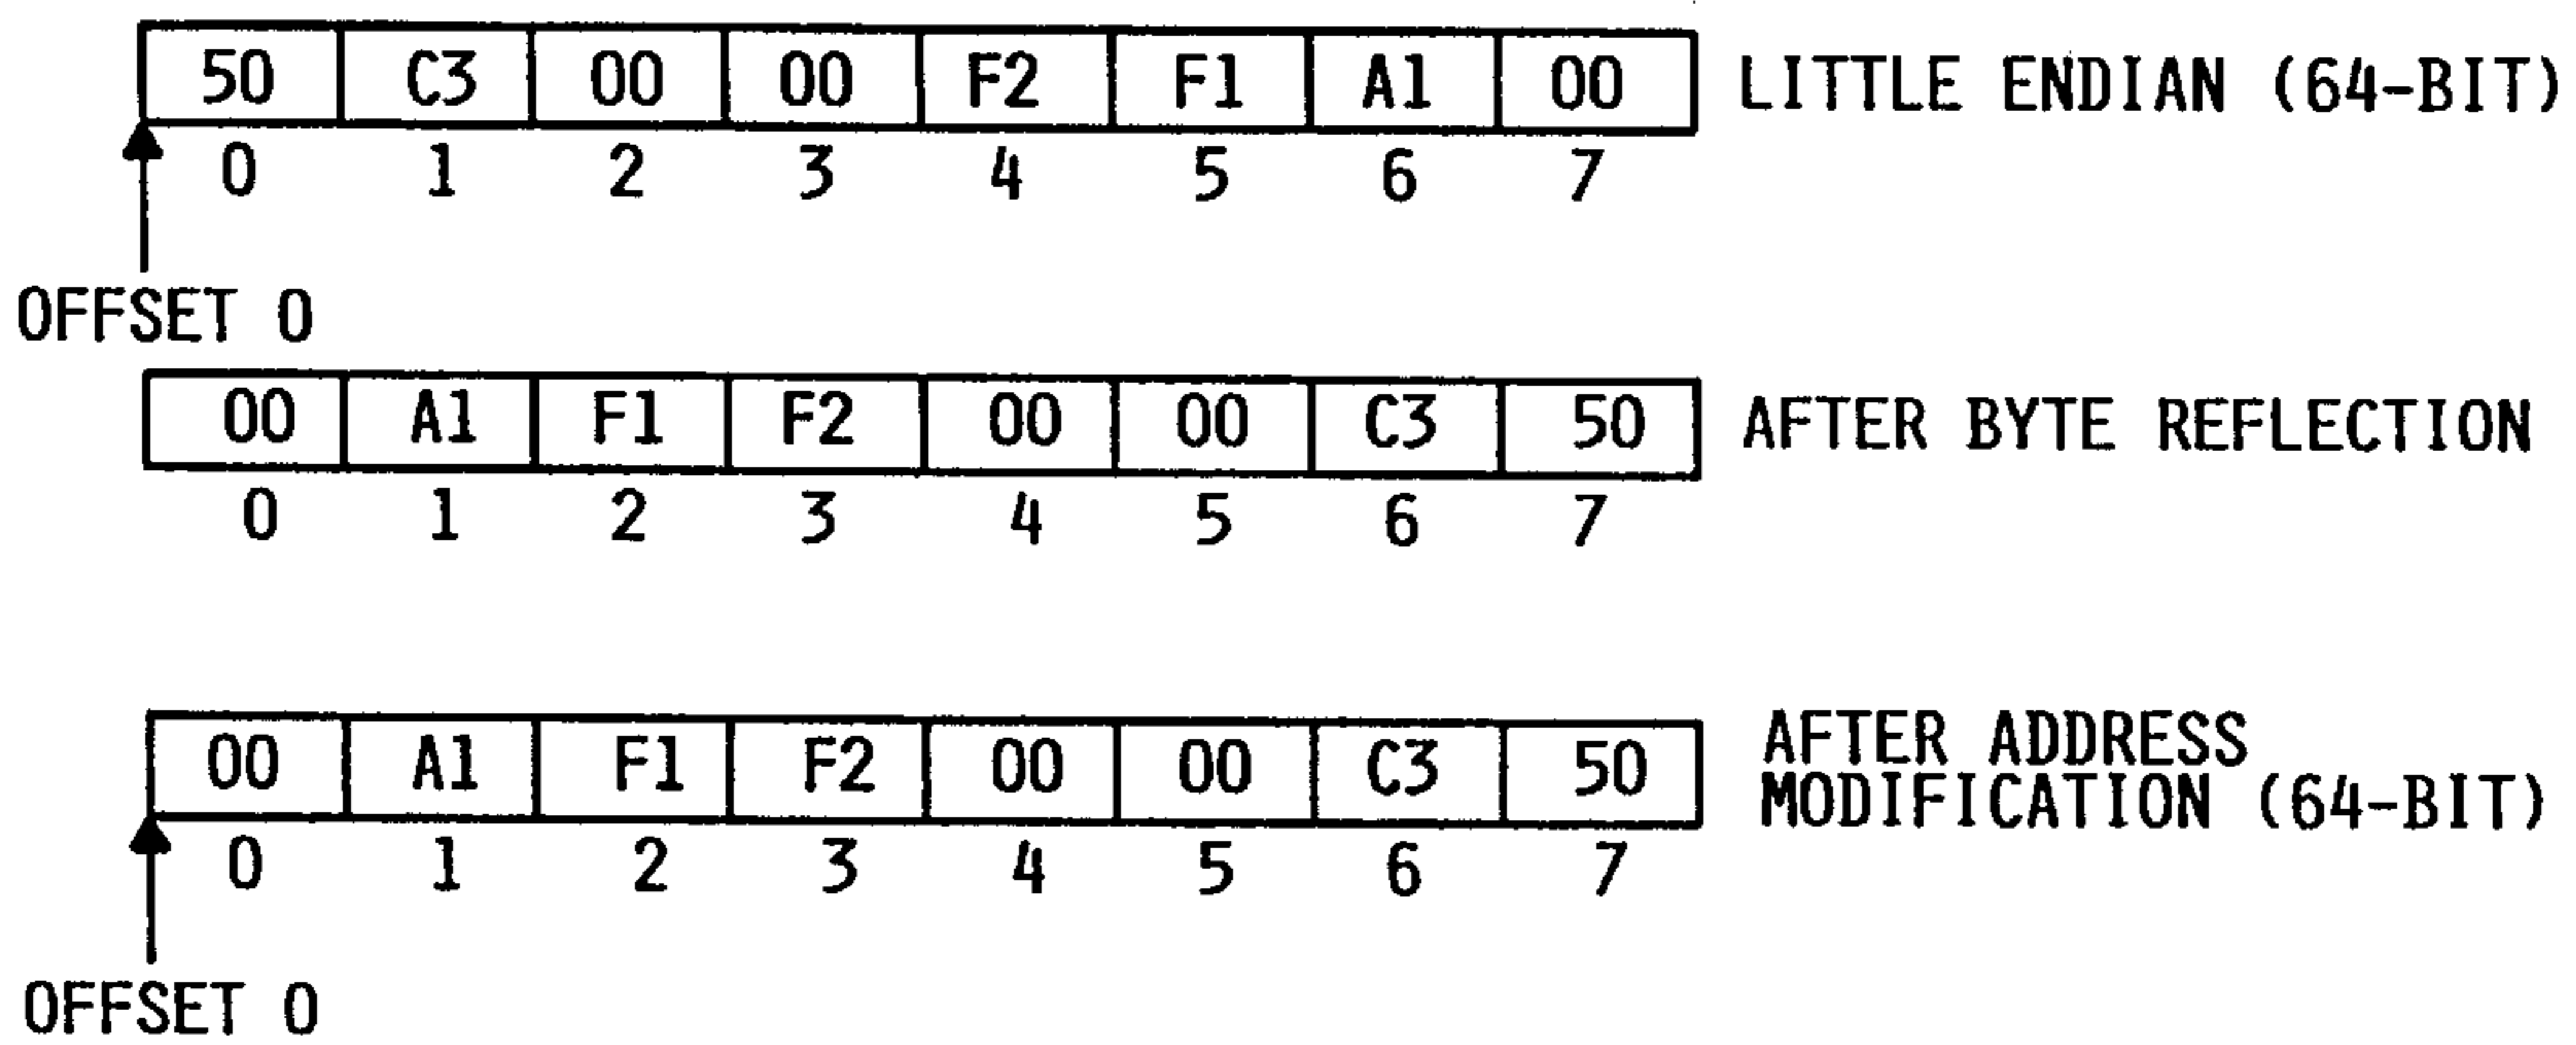 50 C3 00 00 F2 F1 A1 00 LITTLE ENDIAN (64-BIT)
0 1 2 3 4 5 6 7
OFFSET 0
00 A1 F1 F2 00 00 C3 50 AFTER BYTE REFLECTION
0 1 2 3 4 5 6 7
00 A1 F1 F2 00 00 C3 50 AFTER ADDRESS
MODIFICATION (64-BIT)
0 1 2 3 4 5 6 7
OFFSET 0